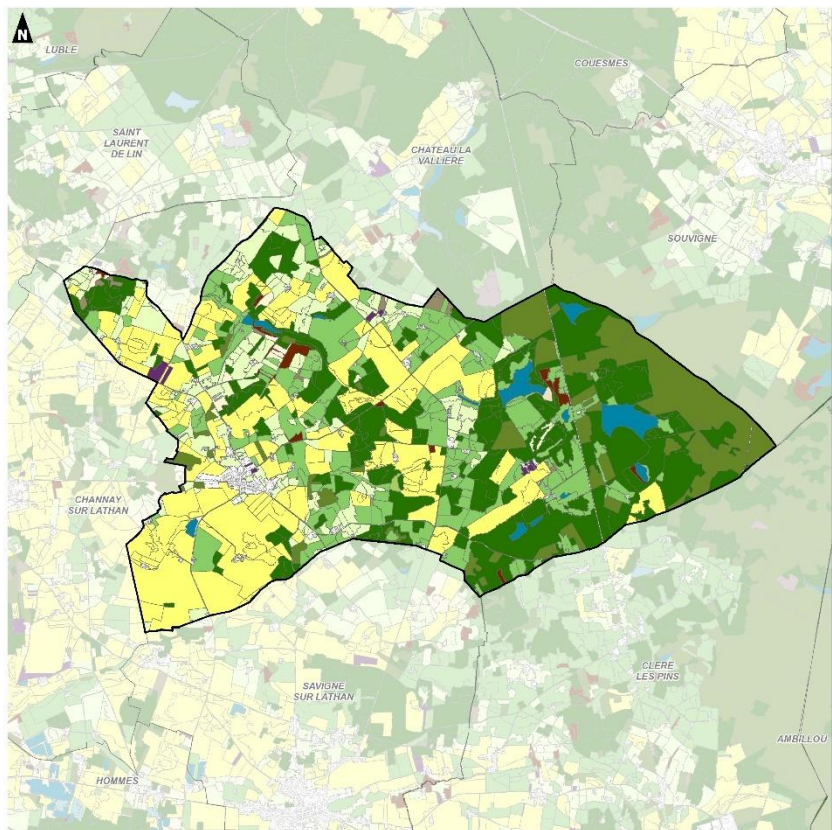 N
LUBLE
COUESMES
SAINT
LAURENT
DE LIN
CHATEAU LA
VALLIERE
SOUVIGNE
CHANNAY
SUR LATHAN
CLERE
LES PINS
SAVIGNE
SUR LATHAN
AMBILLOU
HOMMES